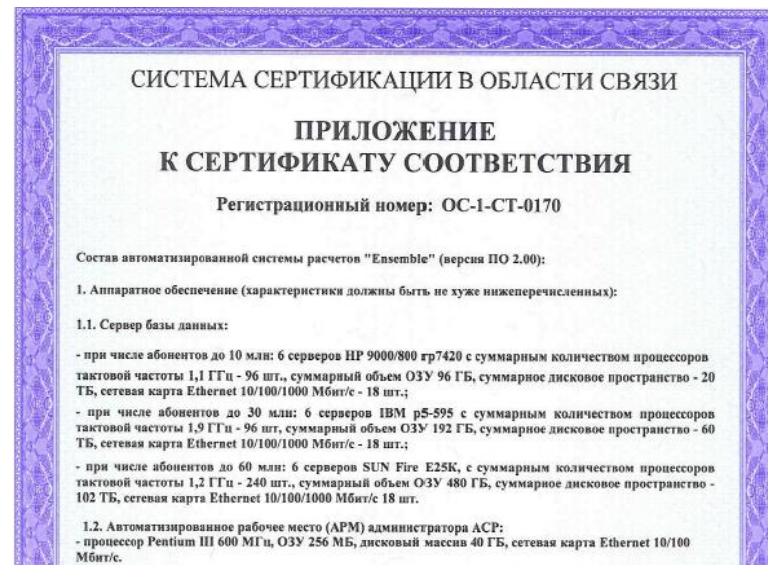 СИСТЕМА СЕРТИФИКАЦИИ В ОБЛАСТИ СВЯЗИ
ПРИЛОЖЕНИЕ
К СЕРТИФИКАТУ СООТВЕТСТВИЯ
Регистрационный номер: ОС-1-СТ-0170
Состав автоматизированной системы расчетов "Ensemble" (версия ПО 2.00):
1. Аппаратное обеспечение (характеристики должны быть не хуже нижеперечисленных):
1.1. Сервер базы данных:
- при числе абонентов до 10 млн: 6 серверов HP 9000/800 гр7420 с суммарным количеством процессоров
тактовой частоты 1,1 ГГц - 96 шт., суммарный объем ОЗУ 96 ГБ, суммарное дисковое пространство - 20
ТБ, сетевая карта Ethernet 10/100/1000 Мбит/с - 18 шт.;
- при числе абонентов до 30 млн: 6 серверов IBM p5-595 с суммарным количеством процессоров
тактовой частоты 1,9 ГГц - 96 шт, суммарный объем ОЗУ 192 ГБ, суммарное дисковое пространство - 60
ТБ, сетевая карта Ethernet 10/100/1000 Мбит/с - 18 шт.;
- при числе абонентов до 60 млн: 6 серверов SUN Fire E25K, с суммарным количеством процессоров
тактовой частоты 1,2 ГГц - 240 шт., суммарный объем ОЗУ 480 ГБ, суммарное дисковое пространство -
102 ТБ, сетевая карта Ethernet 10/100/1000 Мбит/с 18 шт.
1.2. Автоматизированное рабочее место (АРМ) администратора АСР:
- процессор Pentium III 600 МГц, ОЗУ 256 МБ, дисковый массив 40 ГБ, сетевая карта Ethernet 10/100
Мбит/с.